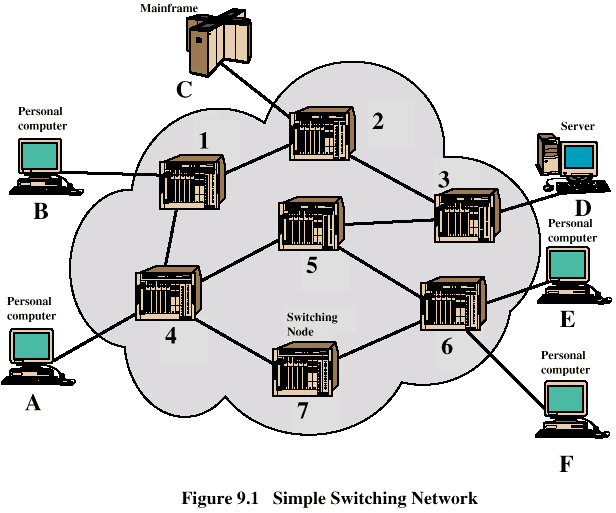 Mainframe
C
2
Personal
computer
1
Server
B
3
D
Personal
computer
5
Switching
Node
E
Personal
computer
4
6
Personal
computer
A
7
F
Figure 9.1 Simple Switching Network